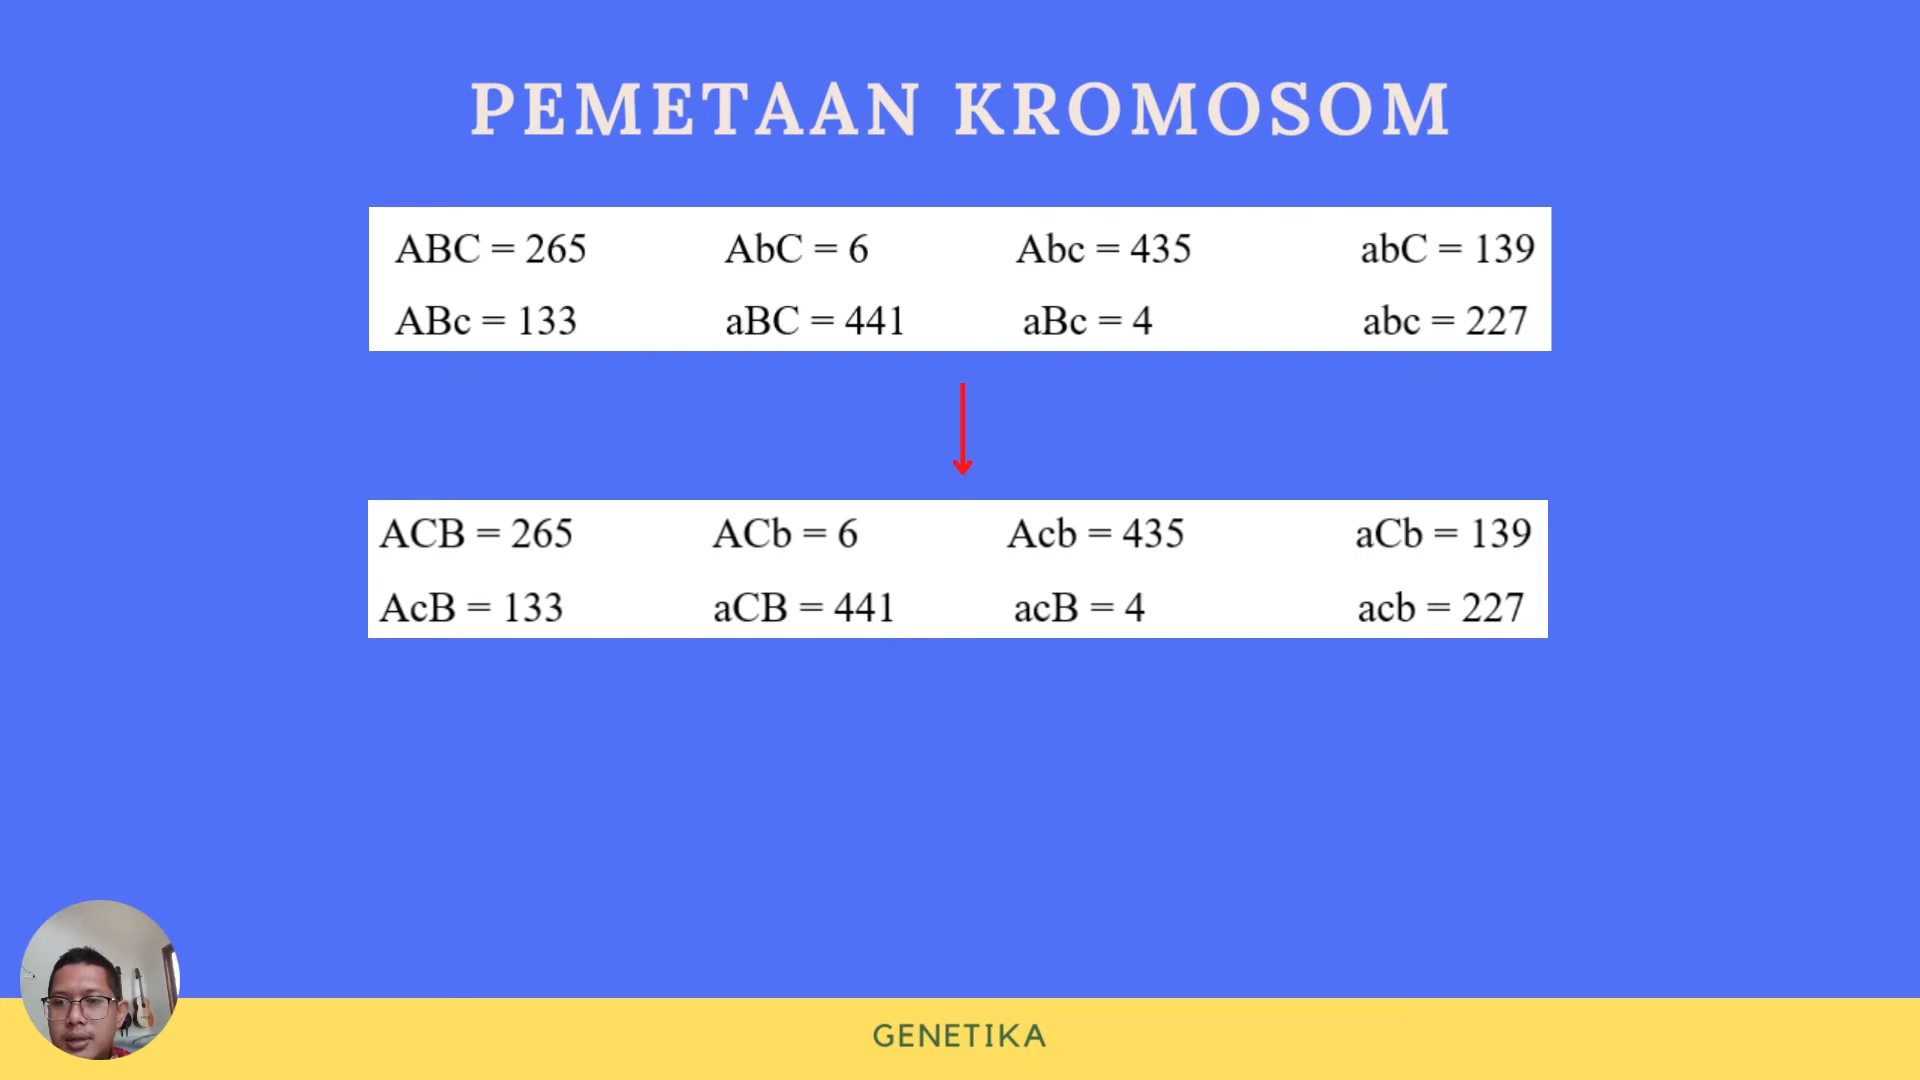 PEMETAAN KROMOSOM
ABC = 265 AbC = 6 Abc = 435 abC = 139
ABc = 133 aBC = 441 aBc = 4 abc = 227
ACB = 265 ACb = 6 Acb = 435 aCb = 139
AcB = 133 aCB = 441 acB = 4 acb = 227
GENETIKA